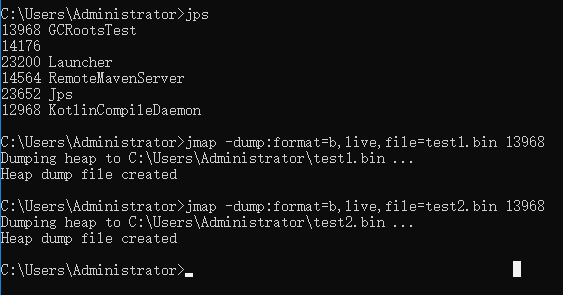 C:\Users\Administrator>jps
13968 GCRootsTest
14176
23200 Launcher
14564 RemoteMavenServer
23652 Jps
12968 KotlinCompileDaemon
C:\Users\Administrator>jmap -dump:format=b,live,file=test1.bin 13968
Dumping heap to C:\Users\Administrator\test1.bin ...
Heap dump file created
C:\Users\Administrator>jmap -dump:format=b,live,file=test2.bin 13968
Dumping heap to C:\Users\Administrator\test2.bin ...
Heap dump file created
C:\Users\Administrator>